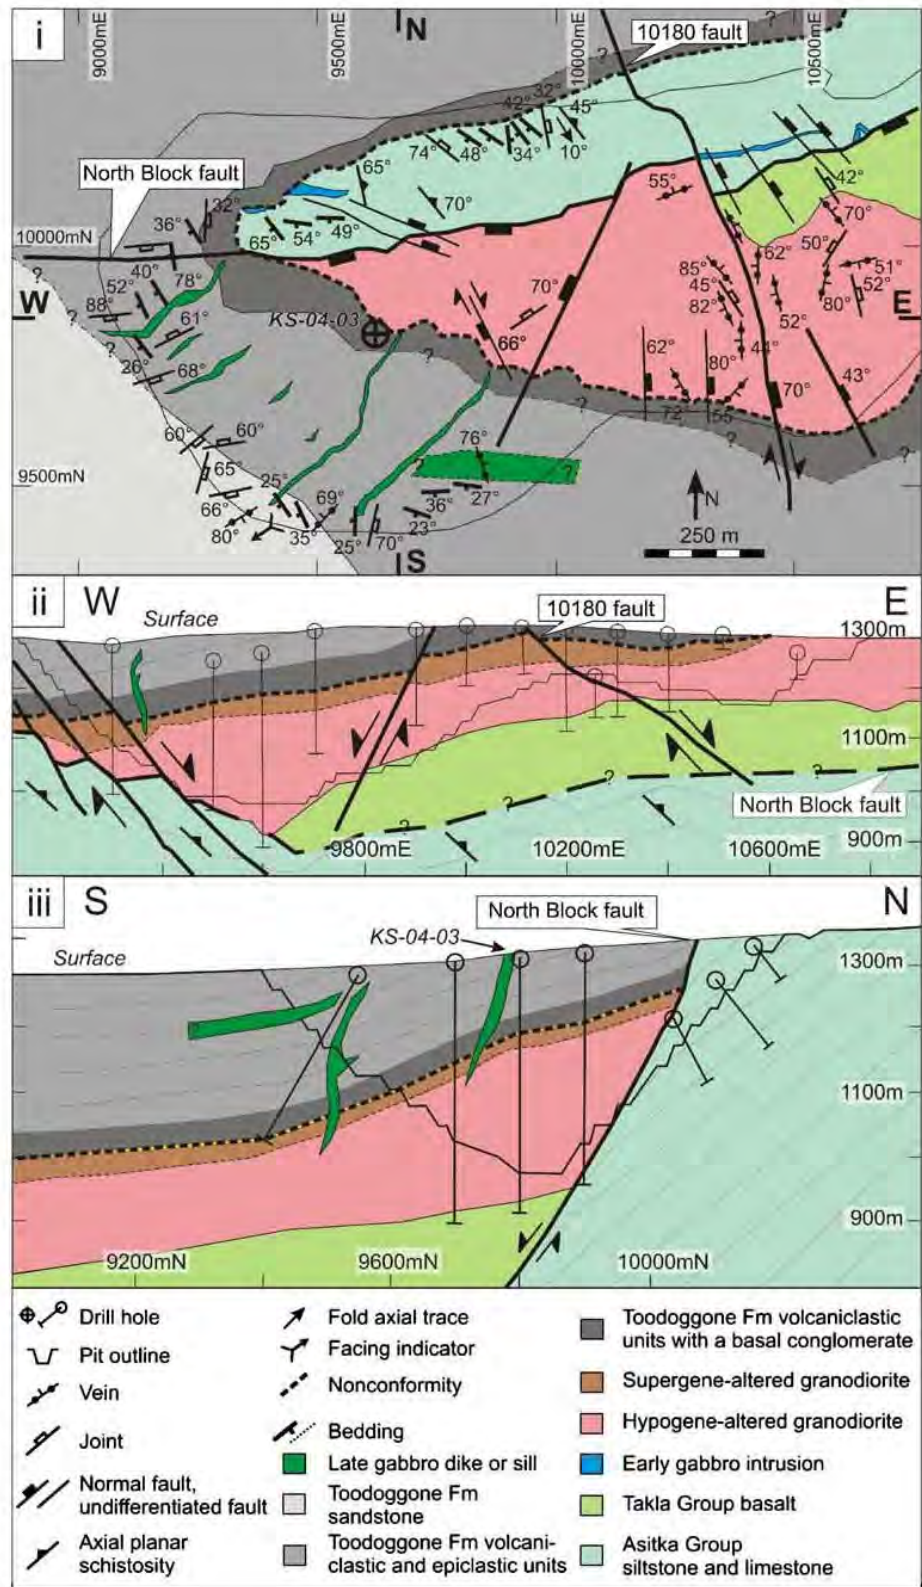 i
9000mE
9500mE
N
10000mE
10500mE
10180 fault
?
32°
42°
45°
74°
48°
34°
10°
65°
North Block fault
55°
42°
70°
70°
32°
36°
65°
54°
49°
10000mN
50°
62°
?
40°
78°
85°
51°
52°
70°
45°
52°
80°
W
88°
KS-04-03
82°
E
?
61°
52°
66°
44°
?
26°
68°
?
62°
80°
43°
70°
72°
55°
?
60°
60°
76°
?
?
?
65°
9500mN
25°
69°
36°
27°
N
66°
23°
250 m
80°
35°
25°
70°
S
ii
W
10180 fault
E
Surface
1300m
1100m
?
?
?
?
North Block fault
9800mE
10200mE
10600mE
900m
iii
S
North Block fault
N
KS-04-03
Surface
1300m
1100m
900m
9200mN
9600mN
10000mN
Drill hole
Pit outline
Vein
Joint
Normal fault,
undifferentiated fault
Axial planar
schistosity
Fold axial trace
Facing indicator
Nonconformity
Bedding
Late gabbro dike or sill
Toodoggone Fm
sandstone
Toodoggone Fm volcani-
clastic and epiclastic units
Toodoggone Fm volcaniclastic
units with a basal conglomerate
Supergene-altered granodiorite
Hypogene-altered granodiorite
Early gabbro intrusion
Takla Group basalt
Asitka Group
siltstone and limestone